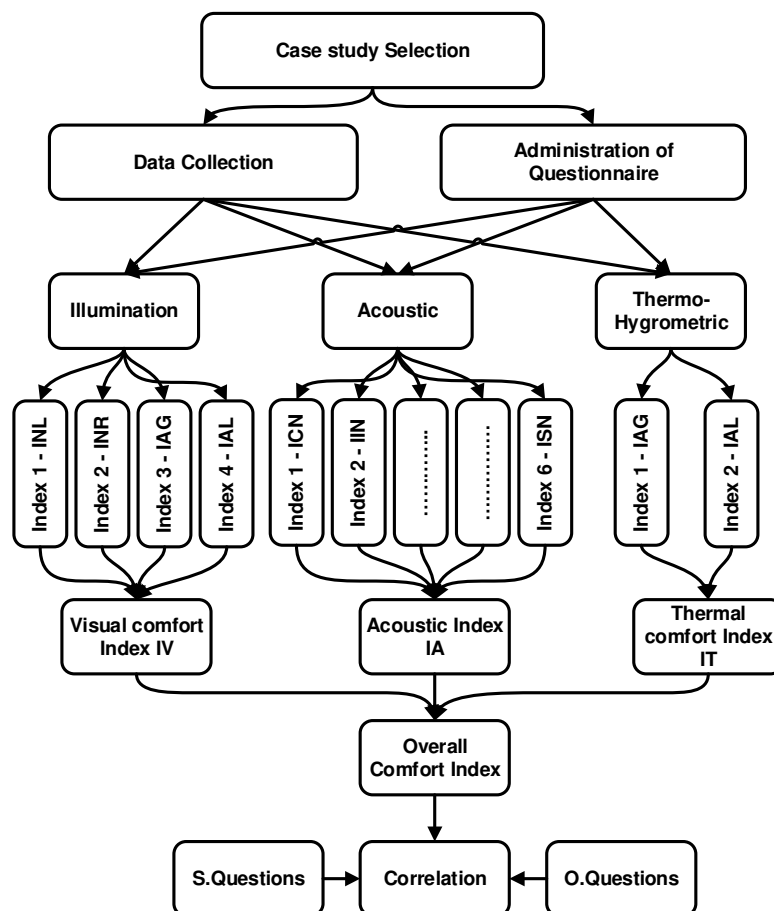 Case study Selection
Data Collection
Administration of
Questionnaire
Illumination
Acoustic
Thermo-
Hygrometric
Index 1 - INL
Index 2 - INR
Index 3 - IAG
Index 4 - IAL
Index 1 - ICN
Index 2 - IIN
..............
................
Index 6 - ISN
Index 1 - IAG
Index 2 - IAL
Visual comfort
Index IV
Acoustic Index
IA
Thermal
comfort Index
IT
Overall
Comfort Index
S.Questions
Correlation
O.Questions